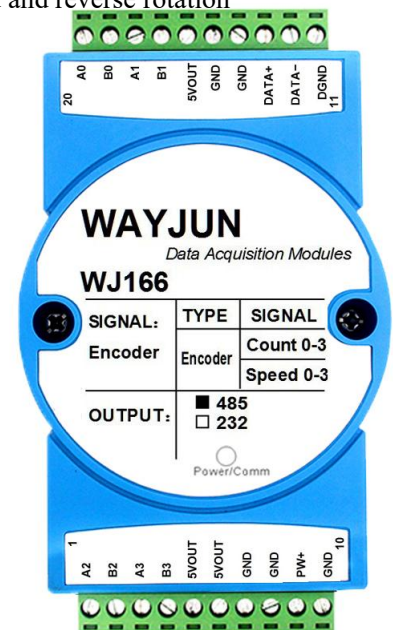 and reverse rotation
20 A0 B0 A1 B1 5VOUT GND GND DATA+ DATA− DGND 11
WAYJUN
Data Acquisition Modules
WJ166
SIGNAL: TYPE SIGNAL
Encoder Encoder Count 0-3
Speed 0-3
OUTPUT: ■ 485
□ 232
Power/Comm
1 A2 B2 A3 B3 5VOUT 5VOUT GND GND PW+ GND 10